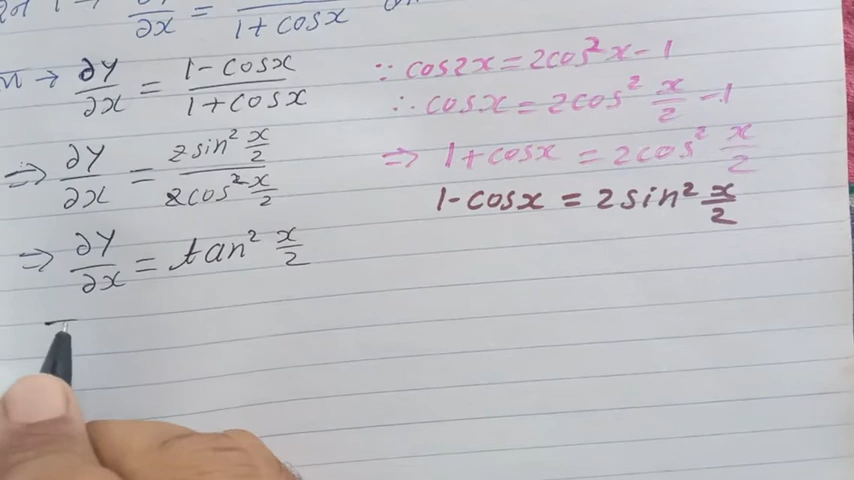 ∂x = 1+cosx
→ ∂Y/∂x = (1-cosx)/(1+cosx)
∵ cos2x = 2cos² x - 1
∴ cosx = 2cos² x/2 - 1
⇒ ∂Y/∂x = (2sin² x/2)/(2cos² x/2)
⇒ 1+cosx = 2cos² x/2
1-cosx = 2sin² x/2
⇒ ∂Y/∂x = tan² x/2